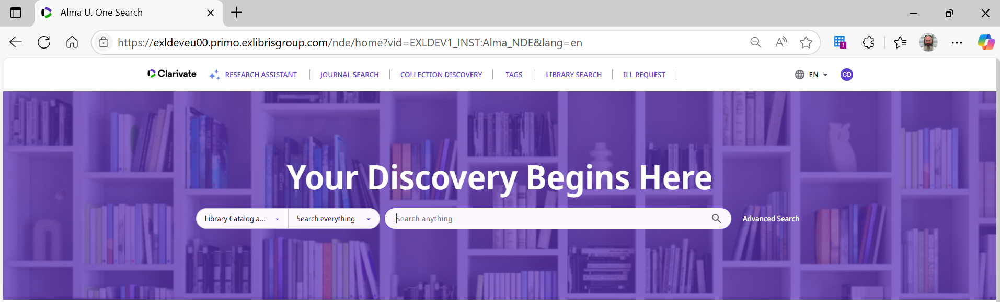 Alma U. One Search
https://exldeveu00.primo.exlibrisgroup.com/nde/home?vid=EXLDEV1_INST:Alma_NDE&lang=en
Clarivate RESEARCH ASSISTANT JOURNAL SEARCH COLLECTION DISCOVERY TAGS LIBRARY SEARCH ILL REQUEST EN CD
Your Discovery Begins Here
Library Catalog a... Search everything Search anything Advanced Search